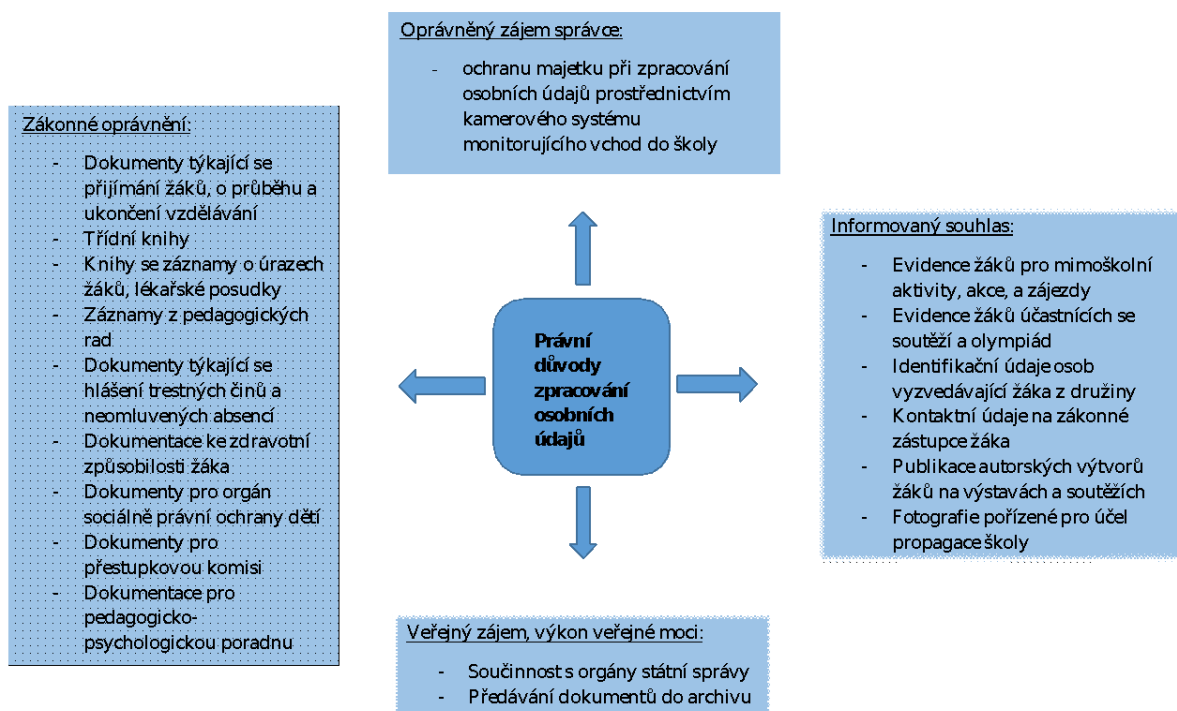 Oprávněný zájem správce:
- ochranu majetku při zpracování
osobních údajů prostřednictvím
kamerového systému
monitorujícího vchod do školy
Zákonné oprávnění:
- Dokumenty týkající se
přijímání žáků, o průběhu a
ukončení vzdělávání
- Třídní knihy
- Knihy se záznamy o úrazech
žáků, lékařské posudky
- Záznamy z pedagogických
rad
- Dokumenty týkající se
hlášení trestných činů a
neomluvených absencí
- Dokumentace ke zdravotní
způsobilosti žáka
- Dokumenty pro orgán
sociálně právní ochrany dětí
- Dokumenty pro
přestupkovou komisi
- Dokumentace pro
pedagogicko-
psychologickou poradnu
Právní
důvody
zpracování
osobních
údajů
Informovaný souhlas:
- Evidence žáků pro mimoškolní
aktivity, akce, a zájezdy
- Evidence žáků účastnících se
soutěží a olympiád
- Identifikační údaje osob
vyzvedávající žáka z družiny
- Kontaktní údaje na zákonné
zástupce žáka
- Publikace autorských výtvorů
žáků na výstavách a soutěžích
- Fotografie pořízené pro účel
propagace školy
Veřejný zájem, výkon veřejné moci:
- Součinnost s orgány státní správy
- Předávání dokumentů do archivu